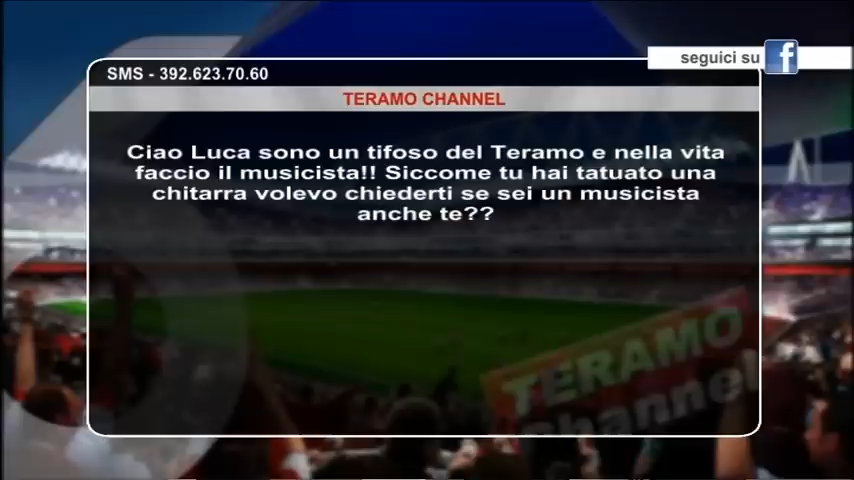 seguici su f
SMS - 392.623.70.60
TERAMO CHANNEL
Ciao Luca sono un tifoso del Teramo e nella vita
faccio il musicista!! Siccome tu hai tatuato una
chitarra volevo chiederti se sei un musicista
anche te??
TERAMO
Channel